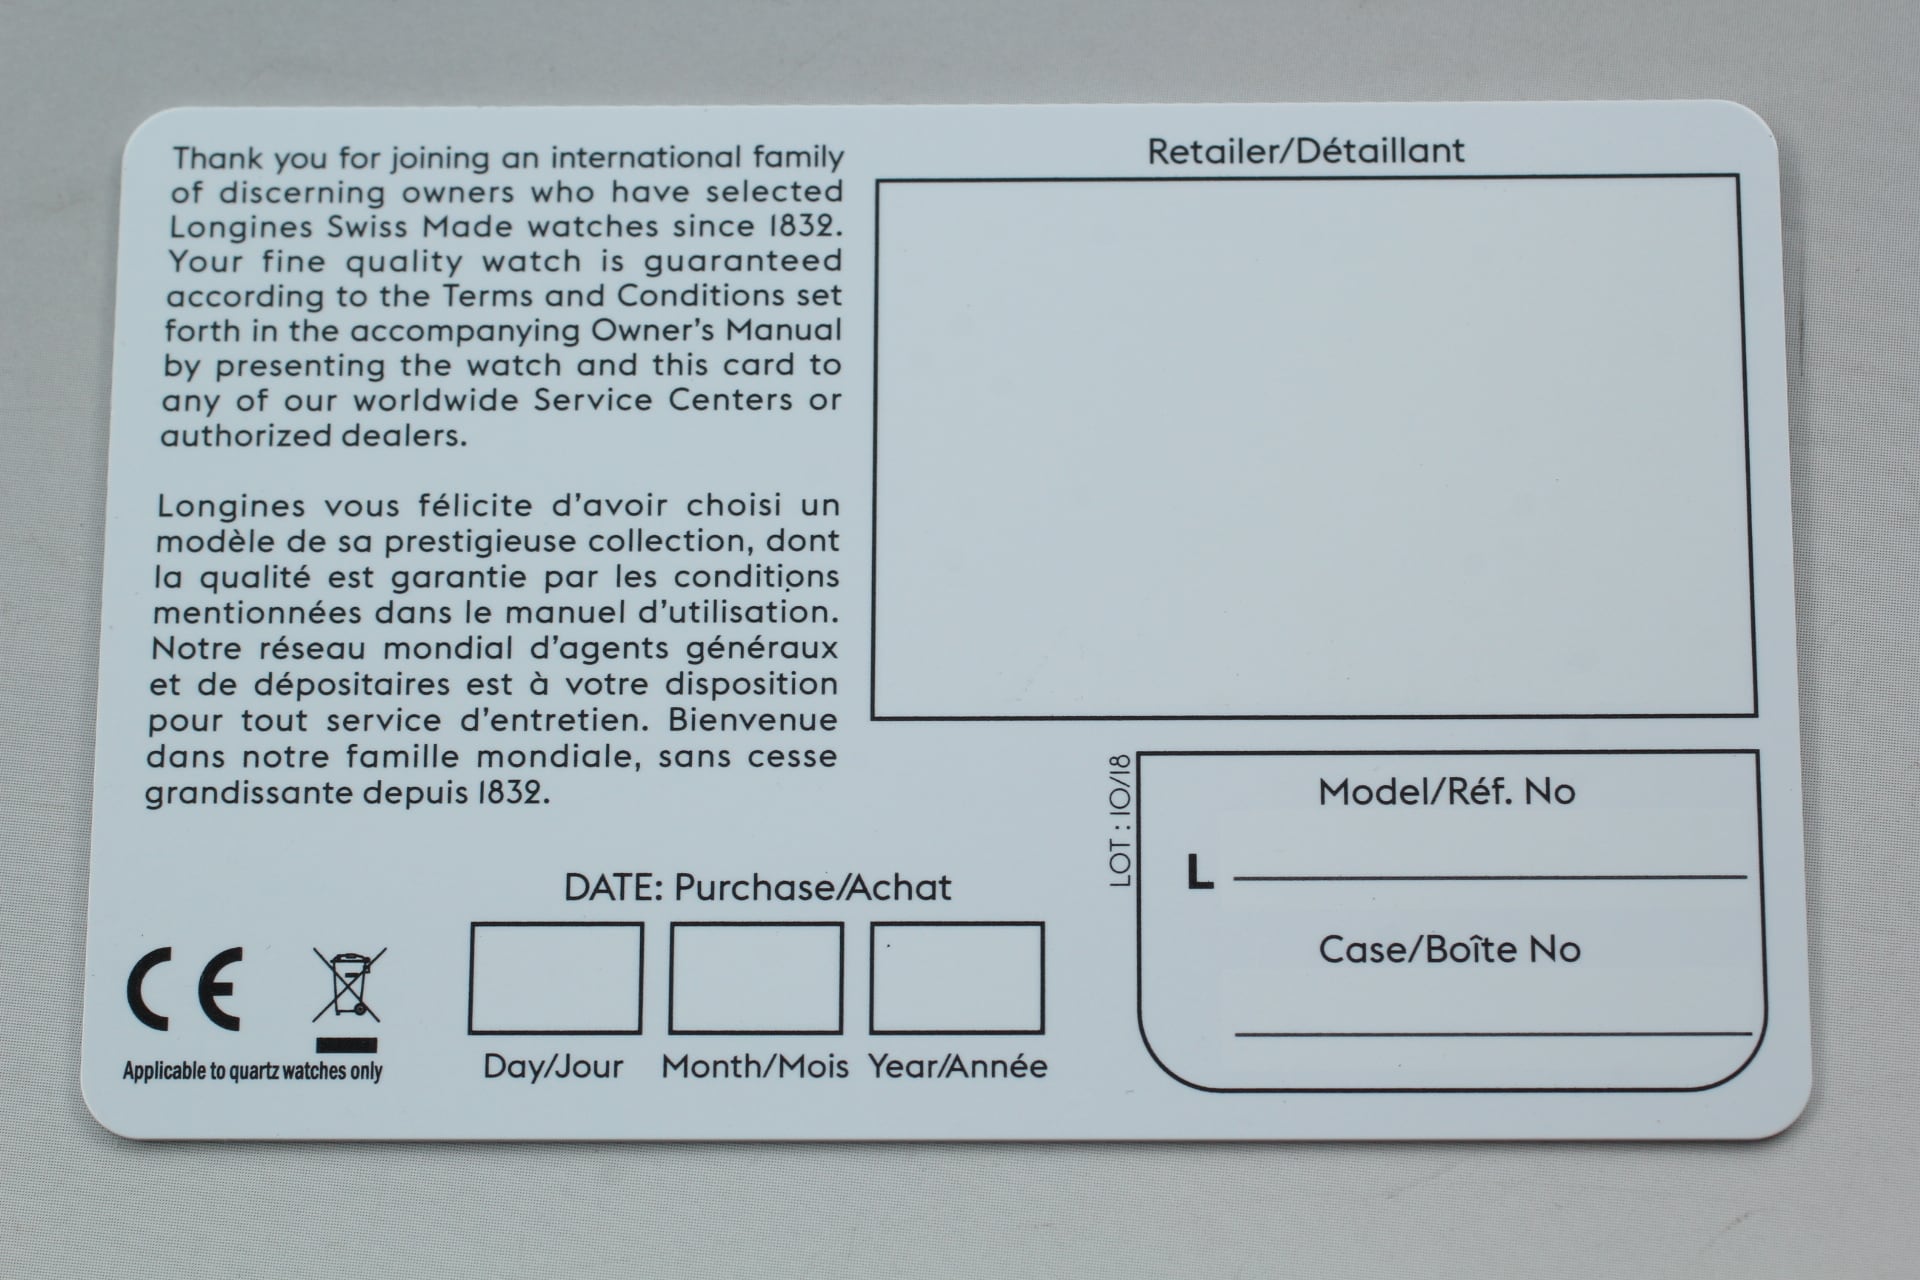 Thank you for joining an international family
of discerning owners who have selected
Longines Swiss Made watches since 1832.
Your fine quality watch is guaranteed
according to the Terms and Conditions set
forth in the accompanying Owner's Manual
by presenting the watch and this card to
any of our worldwide Service Centers or
authorized dealers.
Longines vous félicite d'avoir choisi un
modèle de sa prestigieuse collection, dont
la qualité est garantie par les conditions
mentionnées dans le manuel d'utilisation.
Notre réseau mondial d'agents généraux
et de dépositaires est à votre disposition
pour tout service d'entretien. Bienvenue
dans notre famille mondiale, sans cesse
grandissante depuis 1832.
Retailer/Détaillant
DATE: Purchase/Achat
Day/Jour
Month/Mois
Year/Année
CE
Applicable to quartz watches only
LOT : 10/18
Model/Réf. No
L
Case/Boîte No